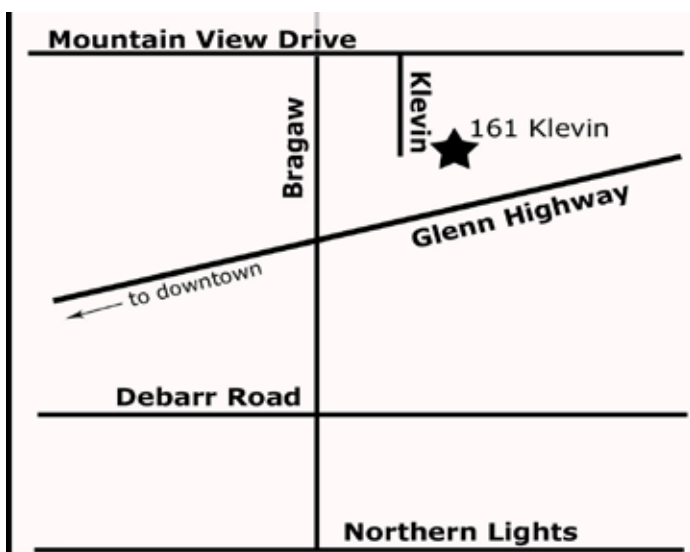 Mountain View Drive
Klevin
161 Klevin
Bragaw
Glenn Highway
to downtown
Debarr Road
Northern Lights